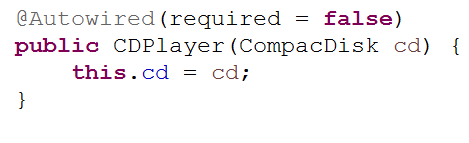 @Autowired(required = false)
public CDPlayer(CompacDisk cd) {
    this.cd = cd;
}